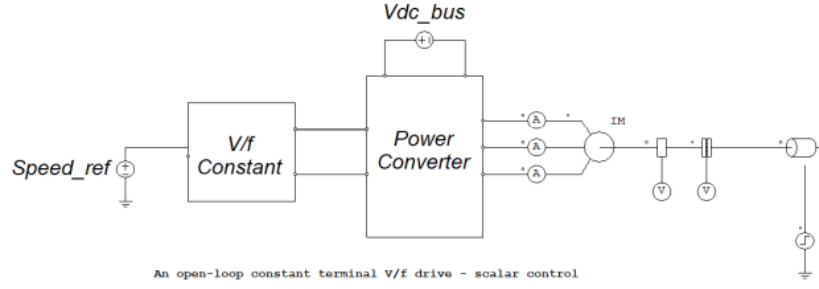 Vdc_bus
V/f
Constant
Power
Converter
Speed_ref
A
A
A
IM
V
V
An open-loop constant terminal V/f drive - scalar control